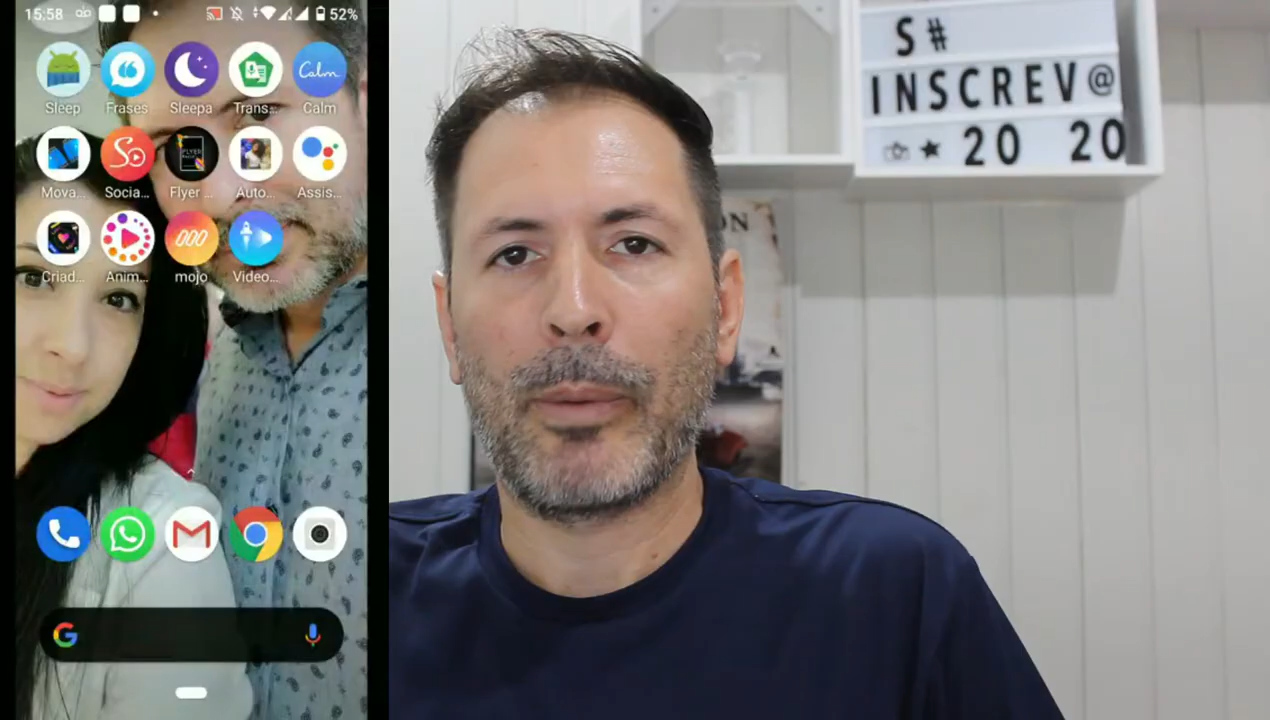 15:58
52%
Sleep
Frases
Sleepa
Trans...
Calm
Mova...
Socia...
Flyer ...
Auto...
Assis...
Criad...
Anim...
mojo
Video...
S#
INSCREV@
20 20
ON